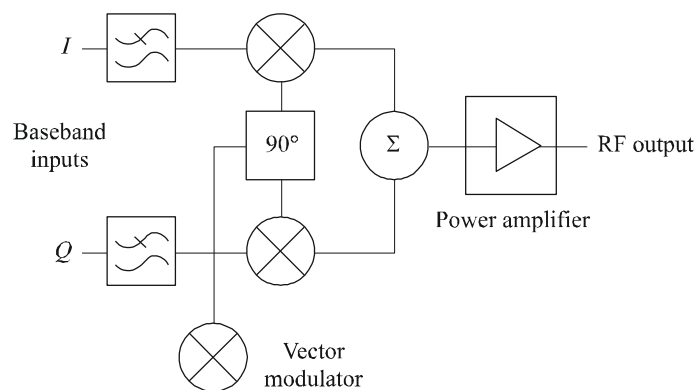 I
Baseband
inputs
90°
Σ
RF output
Power amplifier
Q
Vector
modulator